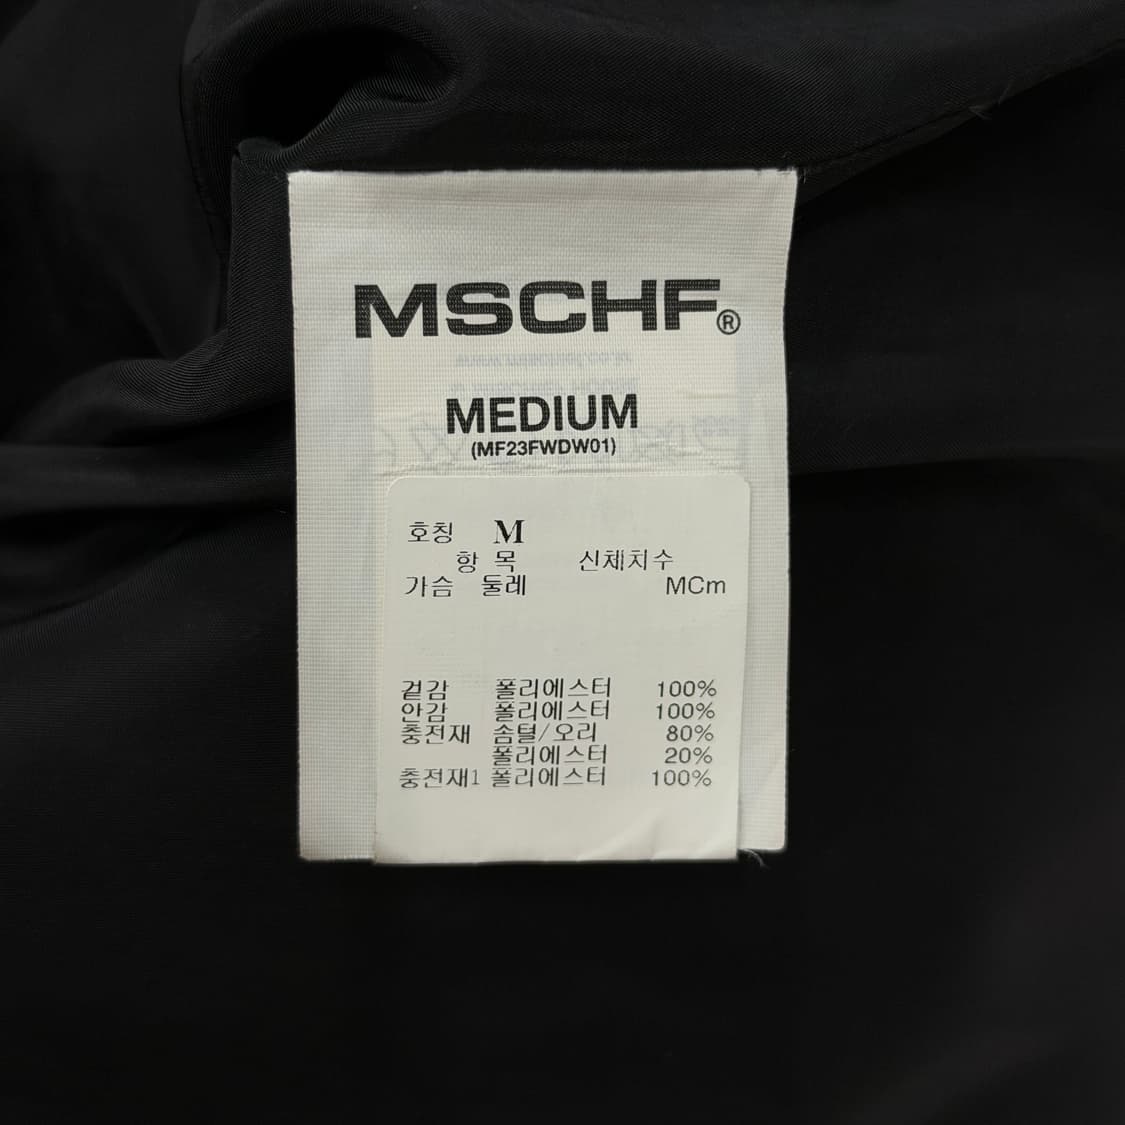 MSCHF®
MEDIUM
(MF23FWDW01)
호칭 M
항 목 신체치수
가슴 둘레 MCm
겉감 폴리에스터 100%
안감 폴리에스터 100%
충전재 솜털/오리 80%
폴리에스터 20%
충전재1 폴리에스터 100%